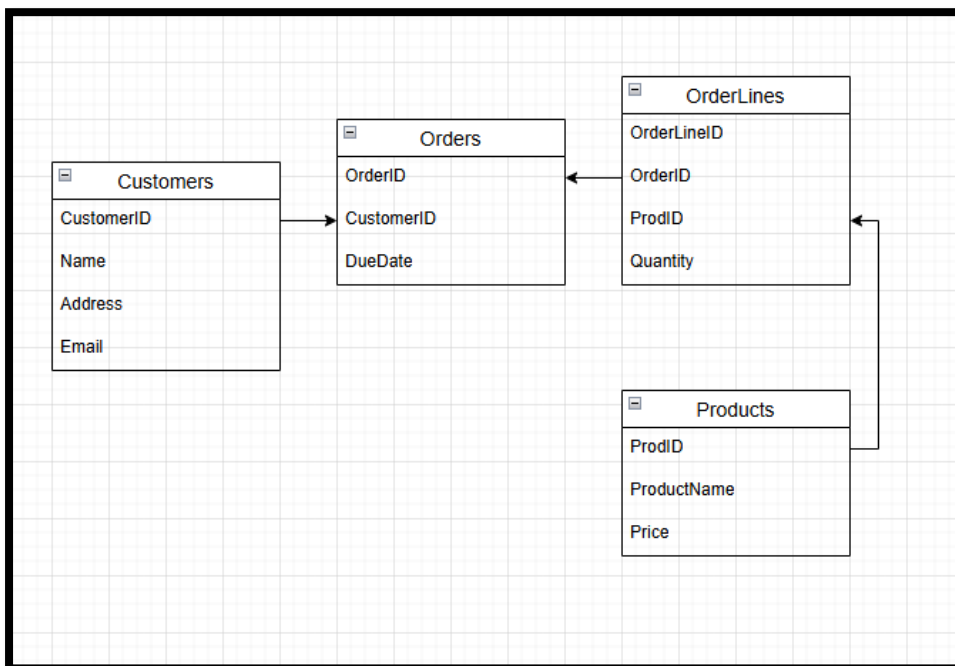 Customers
CustomerID
Name
Address
Email
Orders
OrderID
CustomerID
DueDate
OrderLines
OrderLineID
OrderID
ProdID
Quantity
Products
ProdID
ProductName
Price